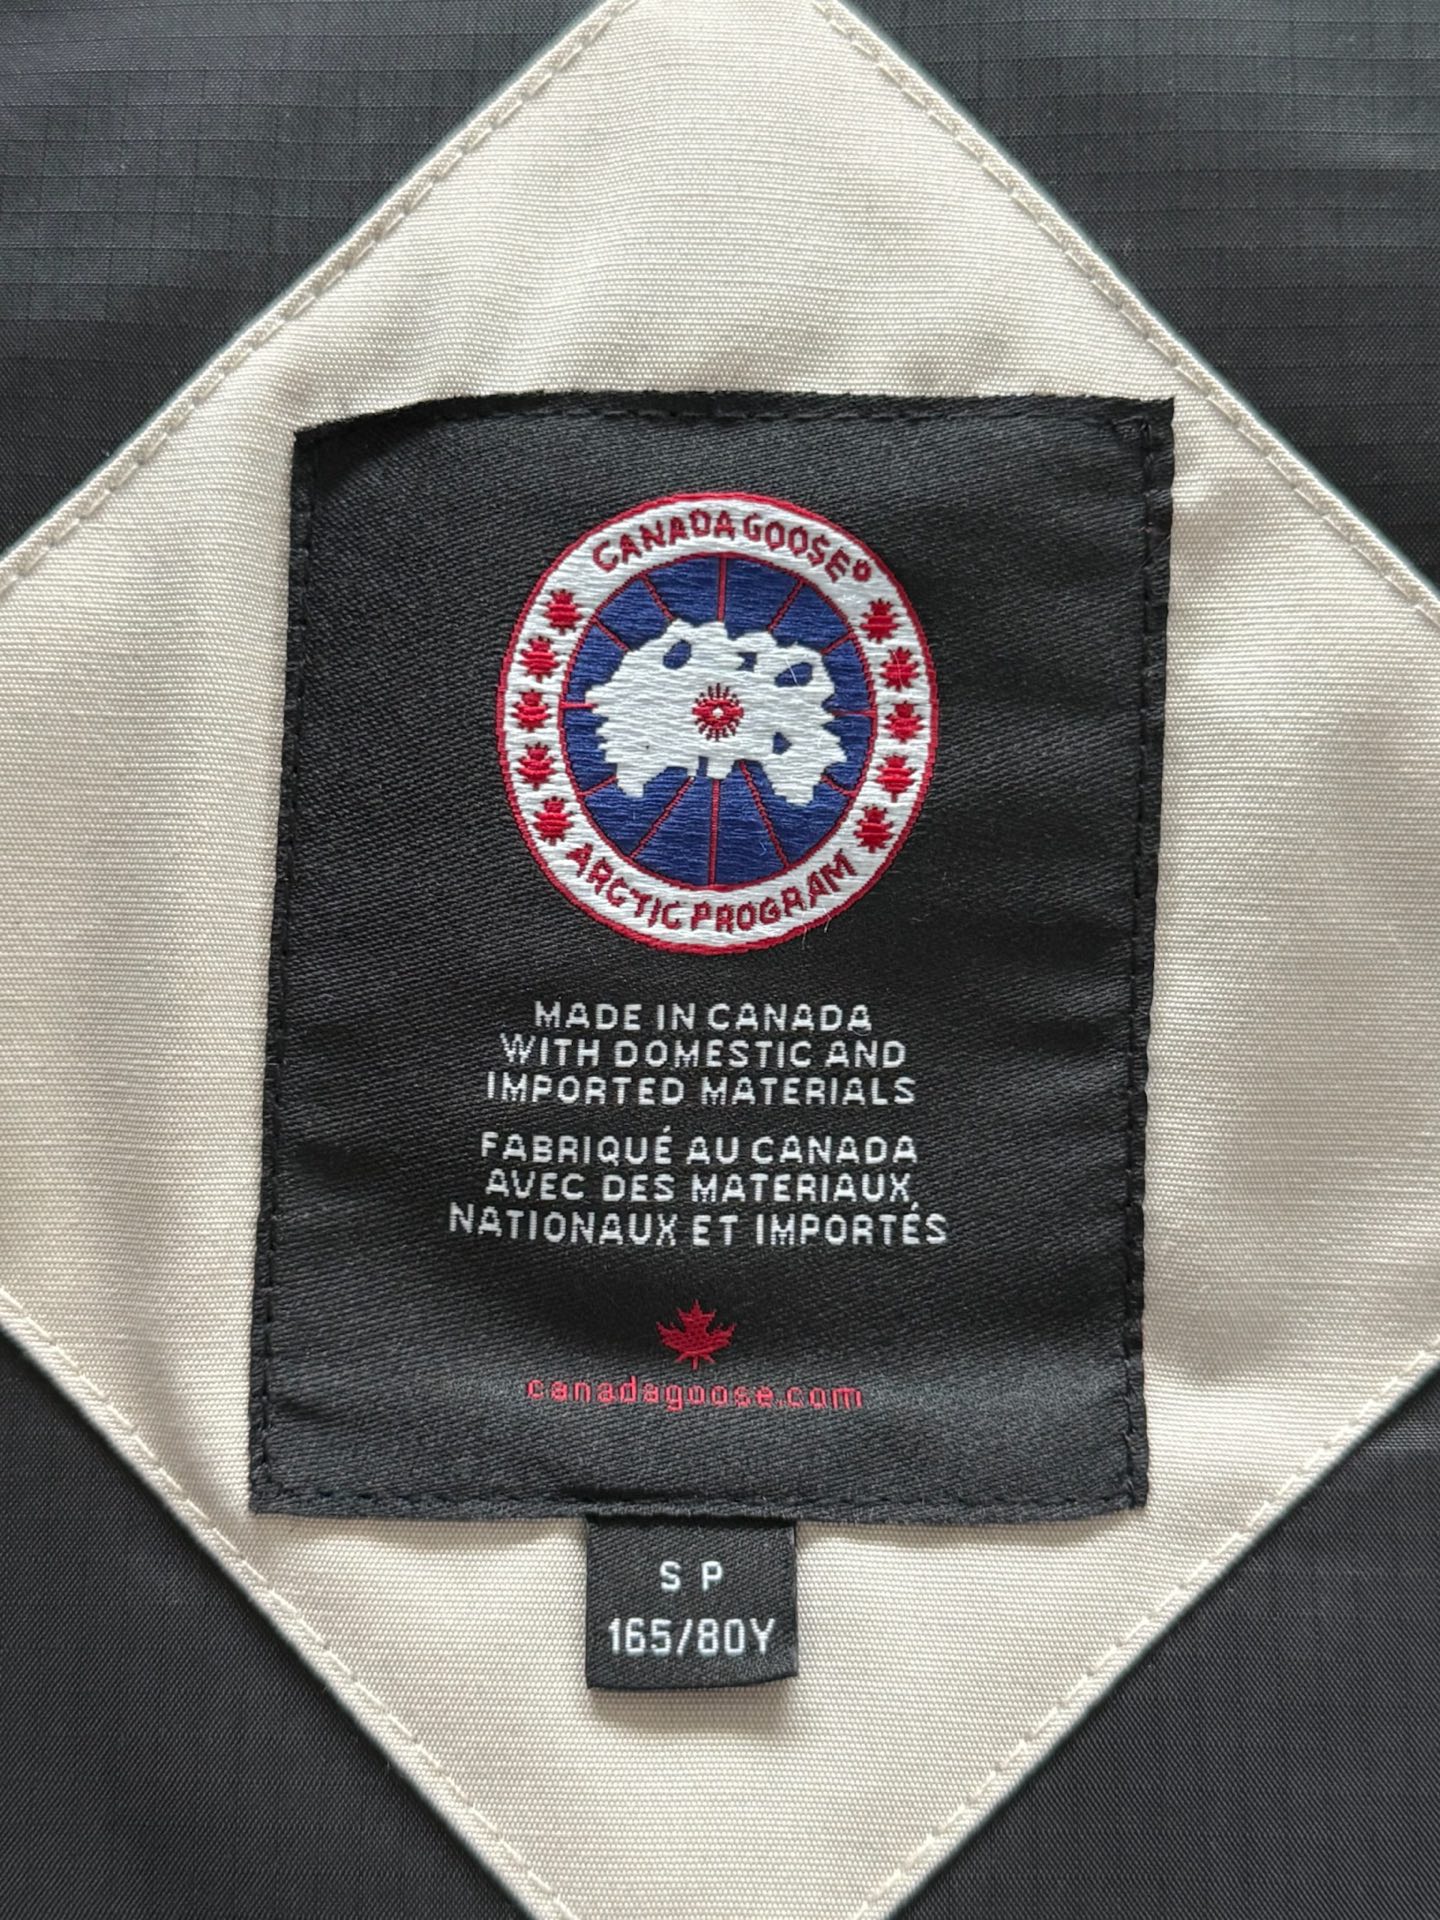 CANADA GOOSE®
ARCTIC PROGRAM
MADE IN CANADA
WITH DOMESTIC AND
IMPORTED MATERIALS
FABRIQUÉ AU CANADA
AVEC DES MATERIAUX
NATIONAUX ET IMPORTÉS
canadagoose.com
S P
165/80Y